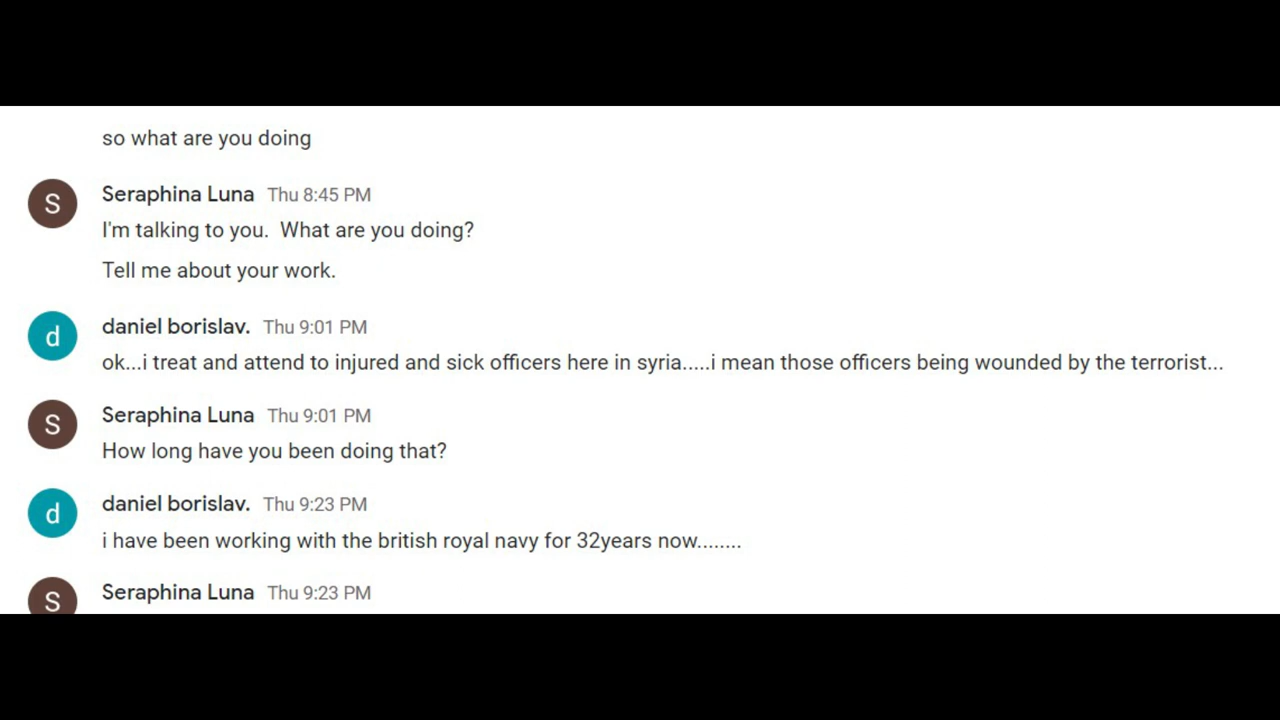 so what are you doing
S
Seraphina Luna Thu 8:45 PM
I'm talking to you. What are you doing?
Tell me about your work.
d
daniel borislav. Thu 9:01 PM
ok...i treat and attend to injured and sick officers here in syria.....i mean those officers being wounded by the terrorist...
S
Seraphina Luna Thu 9:01 PM
How long have you been doing that?
d
daniel borislav. Thu 9:23 PM
i have been working with the british royal navy for 32years now........
S
Seraphina Luna Thu 9:23 PM